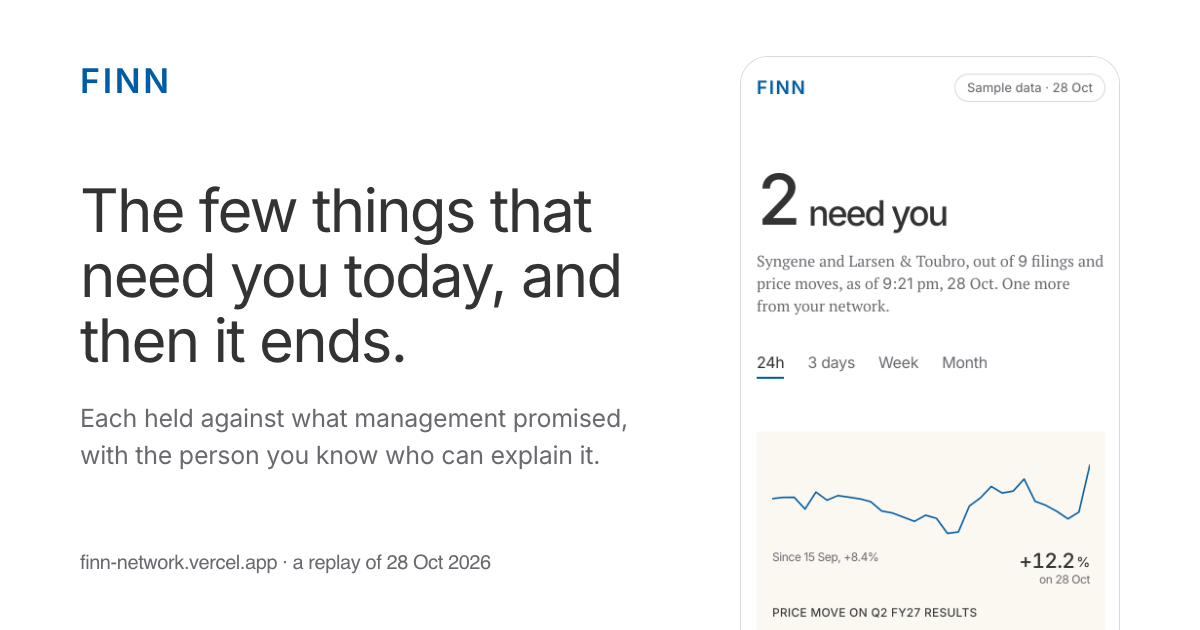 FINN
The few things that
need you today, and
then it ends.
Each held against what management promised,
with the person you know who can explain it.
finn-network.vercel.app · a replay of 28 Oct 2026
FINN
Sample data · 28 Oct
2 need you
Syngene and Larsen & Toubro, out of 9 filings and
price moves, as of 9:21 pm, 28 Oct. One more
from your network.
24h 3 days Week Month
Since 15 Sep, +8.4%
+12.2%
on 28 Oct
PRICE MOVE ON Q2 FY27 RESULTS